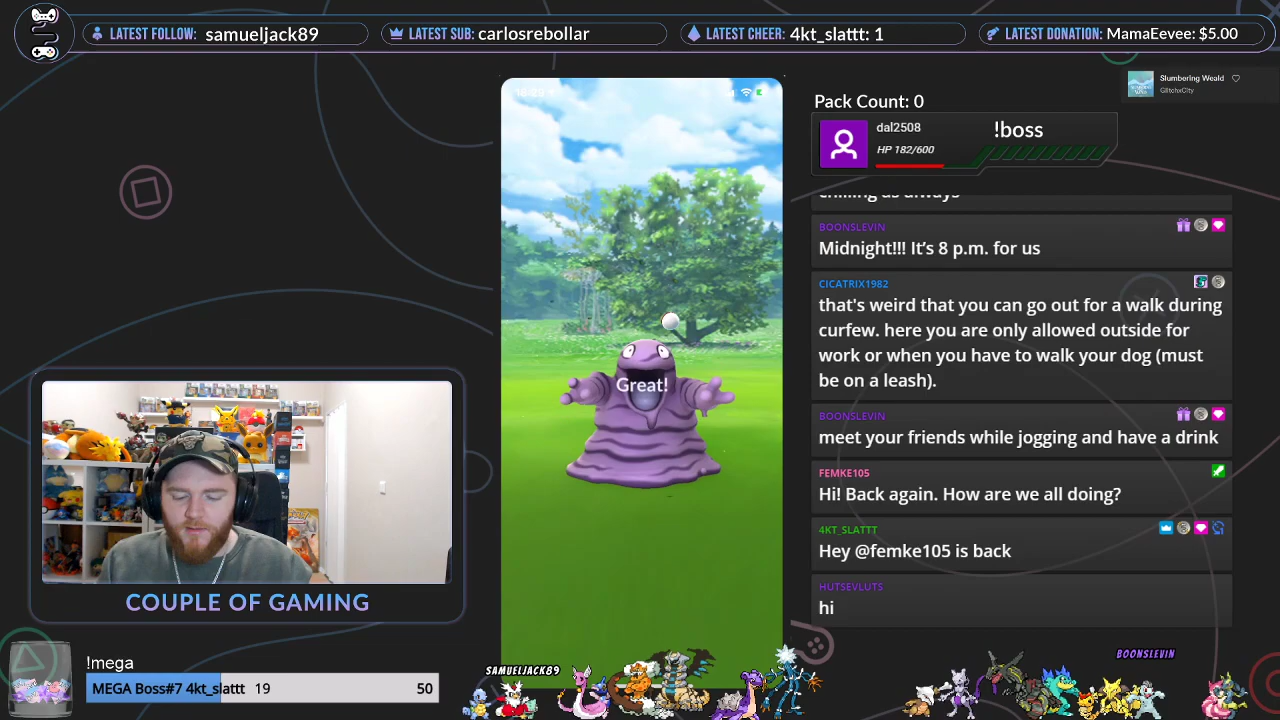 LATEST FOLLOW: samueljack89
LATEST SUB: carlosrebollar
LATEST CHEER: 4kt_slattt: 1
LATEST DONATION: MamaEevee: $5.00
Slumbering Weald
GlitchxCity
Pack Count: 0
dal2508
!boss
HP 182/600
chilling as always
BOONSLEVIN
Midnight!!! It's 8 p.m. for us
CICATRIX1982
that's weird that you can go out for a walk during
curfew. here you are only allowed outside for
work or when you have to walk your dog (must
be on a leash).
BOONSLEVIN
meet your friends while jogging and have a drink
FEMKE105
Hi! Back again. How are we all doing?
4KT_SLATTT
Hey @femke105 is back
HUTSEVLUTS
hi
Great!
COUPLE OF GAMING
!mega
MEGA Boss#7 4kt_slattt 19
50
SAMUELJACK89
BOONSLEVIN